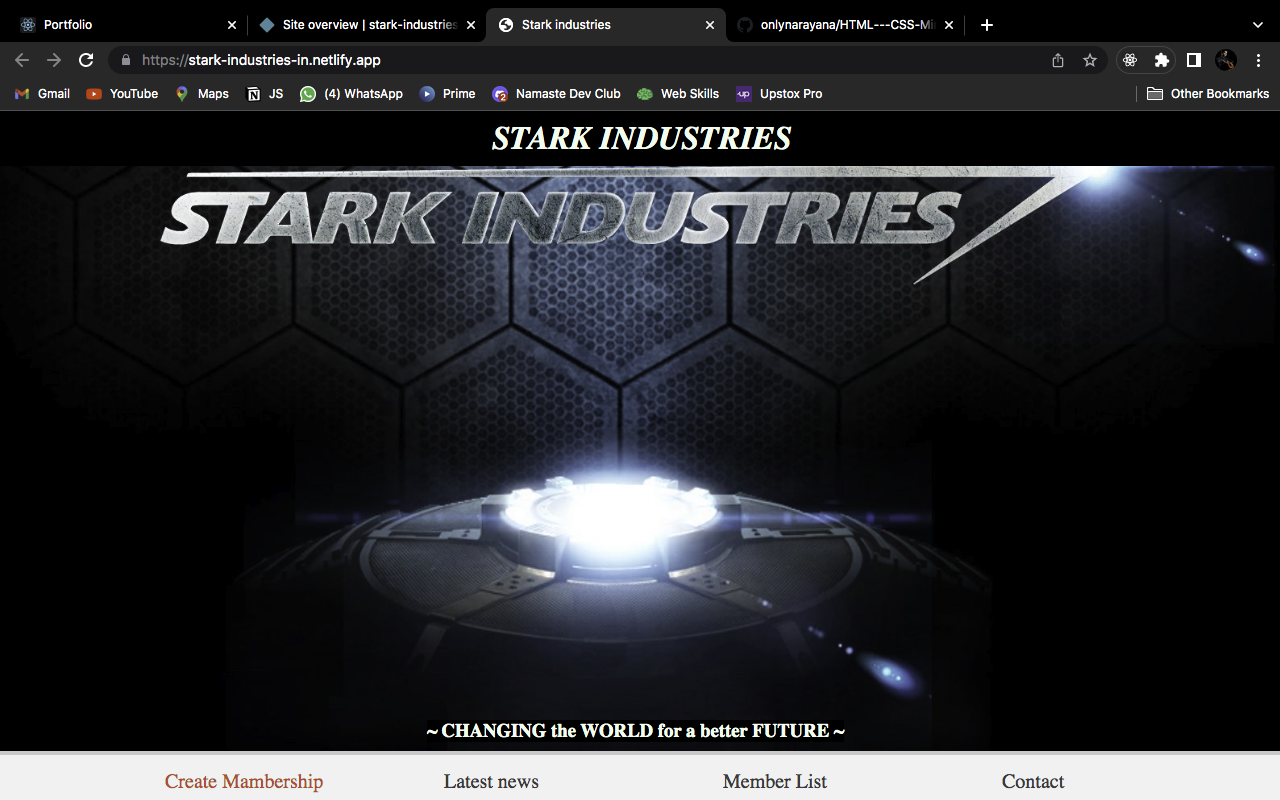 Portfolio
Site overview | stark-industries
Stark industries
onlynarayana/HTML---CSS-Mi
https://stark-industries-in.netlify.app
Gmail
YouTube
Maps
JS
(4) WhatsApp
Prime
Namaste Dev Club
Web Skills
up
Upstox Pro
Other Bookmarks
STARK INDUSTRIES
STARK INDUSTRIES
~ CHANGING the WORLD for a better FUTURE ~
Create Mambership
Latest news
Member List
Contact